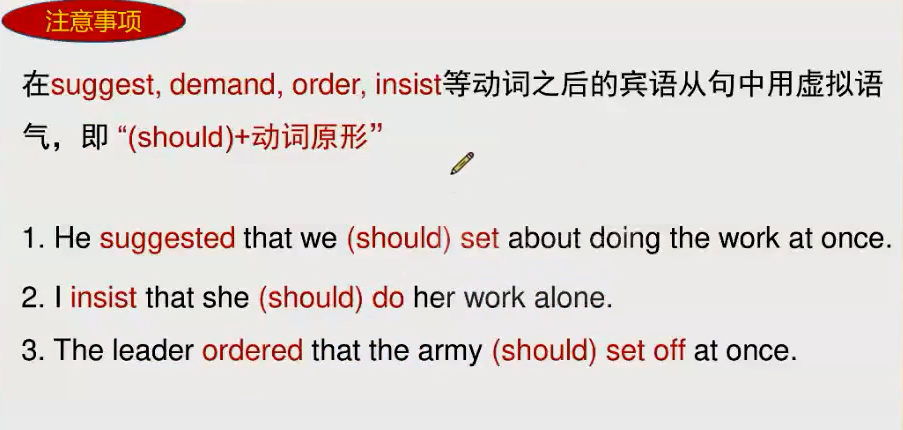 注意事项
在suggest, demand, order, insist等动词之后的宾语从句中用虚拟语
气，即 “(should)+动词原形”
1. He suggested that we (should) set about doing the work at once.
2. I insist that she (should) do her work alone.
3. The leader ordered that the army (should) set off at once.